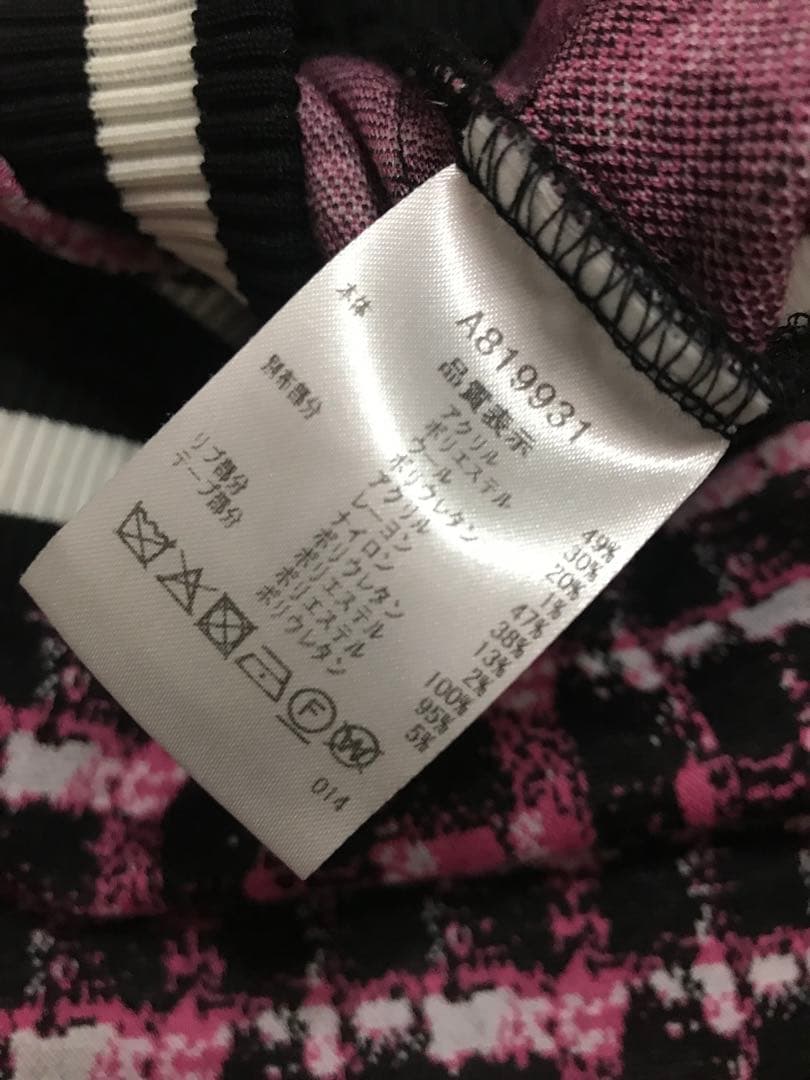 A819931
品質表示
本体 アクリル 49%
ポリエステル 30%
ウール 20%
ポリウレタン 1%
別布部分 アクリル 47%
レーヨン 38%
ナイロン 13%
ポリウレタン 2%
リブ部分 ポリエステル 100%
テープ部分 ポリエステル 95%
ポリウレタン 5%
F W
014